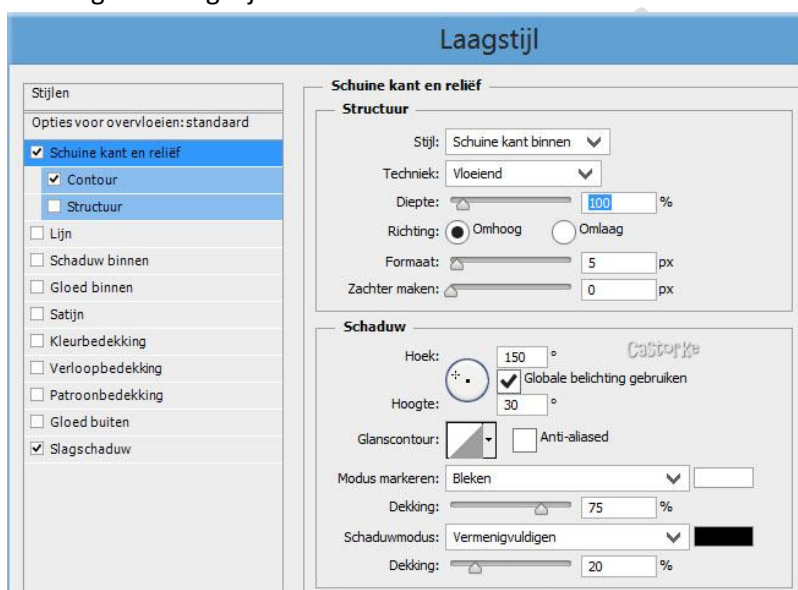 Laagstijl
Stijlen
Opties voor overvloeien: standaard
Schuine kant en reliëf
Contour
Structuur
Lijn
Schaduw binnen
Gloed binnen
Satijn
Kleurbedekking
Verloopbedekking
Patroonbedekking
Gloed buiten
Slagschaduw
Schuine kant en reliëf
Structuur
Stijl: Schuine kant binnen
Techniek: Vloeiend
Diepte: 100 %
Richting: Omhoog Omlaag
Formaat: 5 px
Zachter maken: 0 px
Schaduw
Castorke
Hoek: 150 °
Globale belichting gebruiken
Hoogte: 30 °
Glanscontour: Anti-aliased
Modus markeren: Bleken
Dekking: 75 %
Schaduwmodus: Vermenigvuldigen
Dekking: 20 %